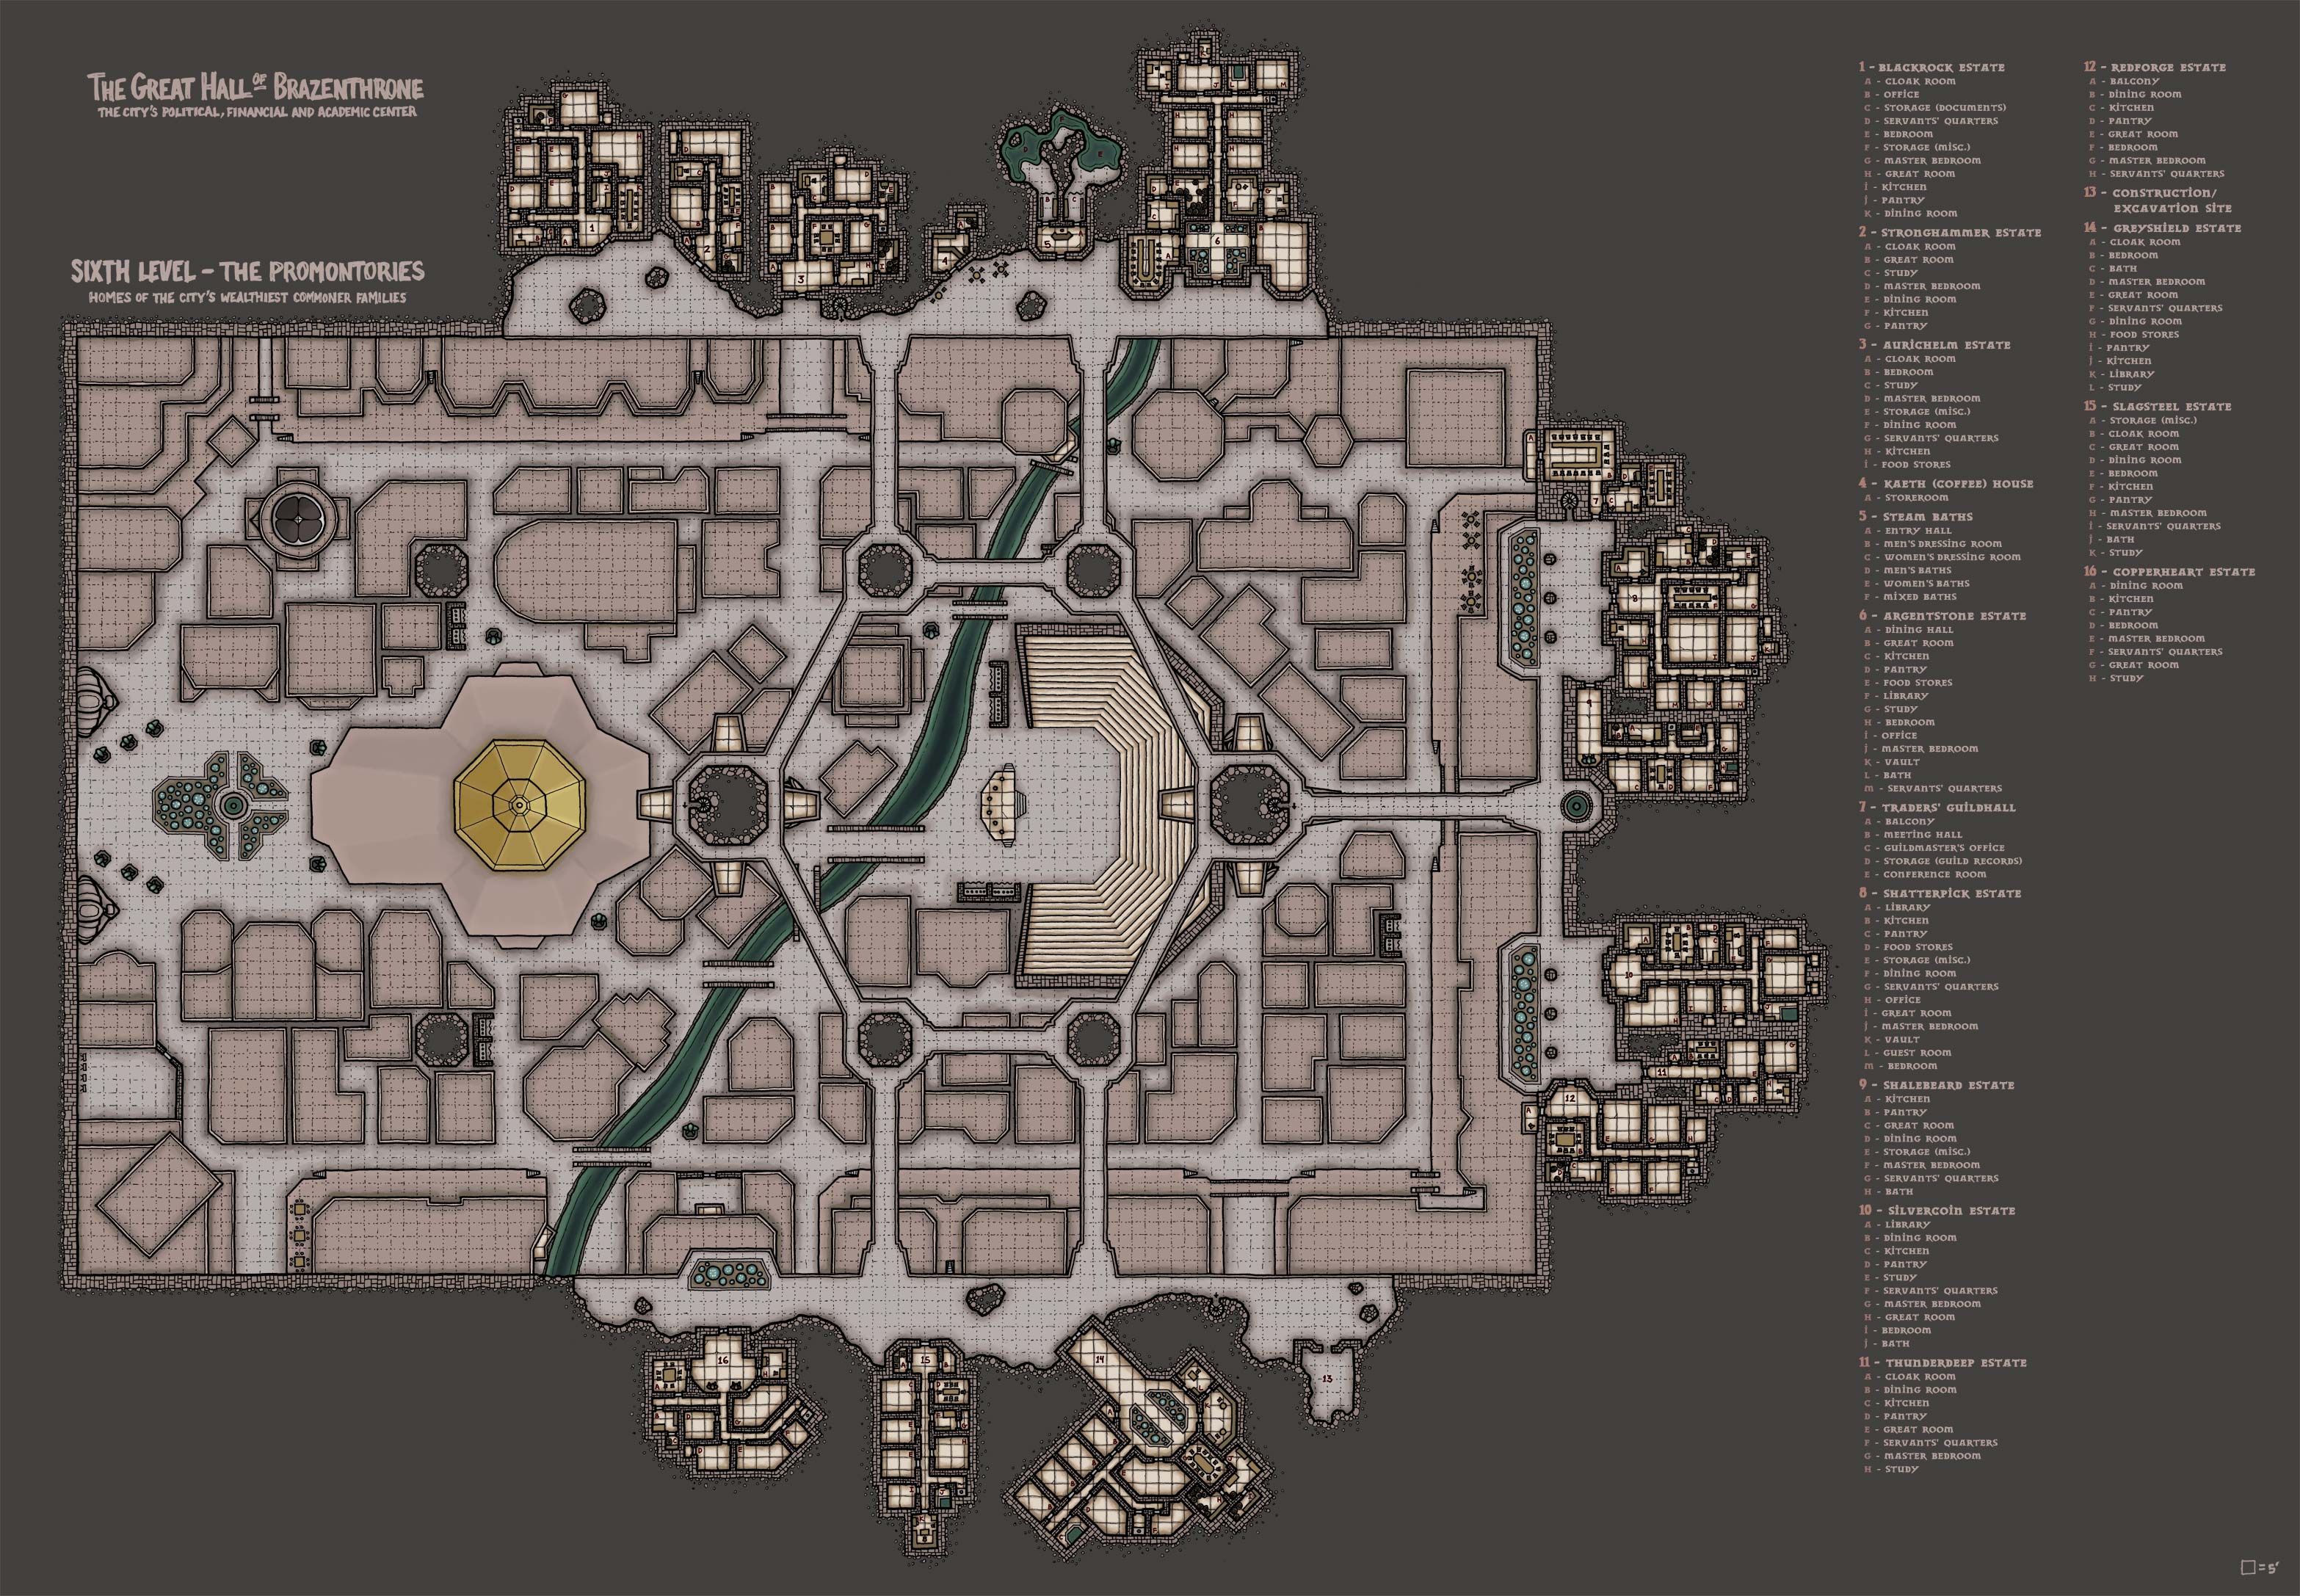 THE GREAT HALL OF BRAZENTHRONE
THE CITY'S POLITICAL, FINANCIAL AND ACADEMIC CENTER
SIXTH LEVEL – THE PROMONTORIES
HOMES OF THE CITY'S WEALTHIEST COMMONER FAMILIES
1 – BLACKROCK ESTATE
A – CLOAK ROOM
B – OFFICE
C – STORAGE (DOCUMENTS)
D – SERVANTS' QUARTERS
E – BEDROOM
F – STORAGE (MISC.)
G – MASTER BEDROOM
H – GREAT ROOM
I – KITCHEN
J – PANTRY
K – DINING ROOM
2 – STRONGHAMMER ESTATE
A – CLOAK ROOM
B – GREAT ROOM
C – STUDY
D – MASTER BEDROOM
E – DINING ROOM
F – KITCHEN
G – PANTRY
3 – AURICHELM ESTATE
A – CLOAK ROOM
B – BEDROOM
C – STUDY
D – MASTER BEDROOM
E – STORAGE (MISC.)
F – DINING ROOM
G – SERVANTS' QUARTERS
H – KITCHEN
I – FOOD STORES
4 – KAETH (COFFEE) HOUSE
A – STOREROOM
5 – STEAM BATHS
A – ENTRY HALL
B – MEN'S DRESSING ROOM
C – WOMEN'S DRESSING ROOM
D – MEN'S BATHS
E – WOMEN'S BATHS
F – MIXED BATHS
6 – ARGENTSTONE ESTATE
A – DINING HALL
B – GREAT ROOM
C – KITCHEN
D – PANTRY
E – FOOD STORES
F – LIBRARY
G – STUDY
H – BEDROOM
I – OFFICE
J – MASTER BEDROOM
K – VAULT
L – BATH
M – SERVANTS' QUARTERS
7 – TRADERS' GUILDHALL
A – BALCONY
B – MEETING HALL
C – GUILDMASTER'S OFFICE
D – STORAGE (GUILD RECORDS)
E – CONFERENCE ROOM
8 – SHATTERPICK ESTATE
A – LIBRARY
B – KITCHEN
C – PANTRY
D – FOOD STORES
E – STORAGE (MISC.)
F – DINING ROOM
G – SERVANTS' QUARTERS
H – OFFICE
I – GREAT ROOM
J – MASTER BEDROOM
K – VAULT
L – GUEST ROOM
M – BEDROOM
9 – SHALEBEARD ESTATE
A – KITCHEN
B – PANTRY
C – GREAT ROOM
D – DINING ROOM
E – STORAGE (MISC.)
F – MASTER BEDROOM
G – SERVANTS' QUARTERS
H – BATH
10 – SILVERCOIN ESTATE
A – LIBRARY
B – DINING ROOM
C – KITCHEN
D – PANTRY
E – STUDY
F – SERVANTS' QUARTERS
G – MASTER BEDROOM
H – GREAT ROOM
I – BEDROOM
J – BATH
11 – THUNDERDEEP ESTATE
A – CLOAK ROOM
B – DINING ROOM
C – KITCHEN
D – PANTRY
E – GREAT ROOM
F – SERVANTS' QUARTERS
G – MASTER BEDROOM
H – STUDY
12 – REDFORGE ESTATE
A – BALCONY
B – DINING ROOM
C – KITCHEN
D – PANTRY
E – GREAT ROOM
F – BEDROOM
G – MASTER BEDROOM
H – SERVANTS' QUARTERS
13 – CONSTRUCTION/
EXCAVATION SITE
14 – GREYSHIELD ESTATE
A – CLOAK ROOM
B – BEDROOM
C – BATH
D – MASTER BEDROOM
E – GREAT ROOM
F – SERVANTS' QUARTERS
G – DINING ROOM
H – FOOD STORES
I – PANTRY
J – KITCHEN
K – LIBRARY
L – STUDY
15 – SLAGSTEEL ESTATE
A – STORAGE (MISC.)
B – CLOAK ROOM
C – GREAT ROOM
D – DINING ROOM
E – BEDROOM
F – KITCHEN
G – PANTRY
H – MASTER BEDROOM
I – SERVANTS' QUARTERS
J – BATH
K – STUDY
16 – COPPERHEART ESTATE
A – DINING ROOM
B – KITCHEN
C – PANTRY
D – BEDROOM
E – MASTER BEDROOM
F – SERVANTS' QUARTERS
G – GREAT ROOM
H – STUDY
1
2
3
4
5
6
7
8
9
10
11
12
13
14
15
16
= 5'